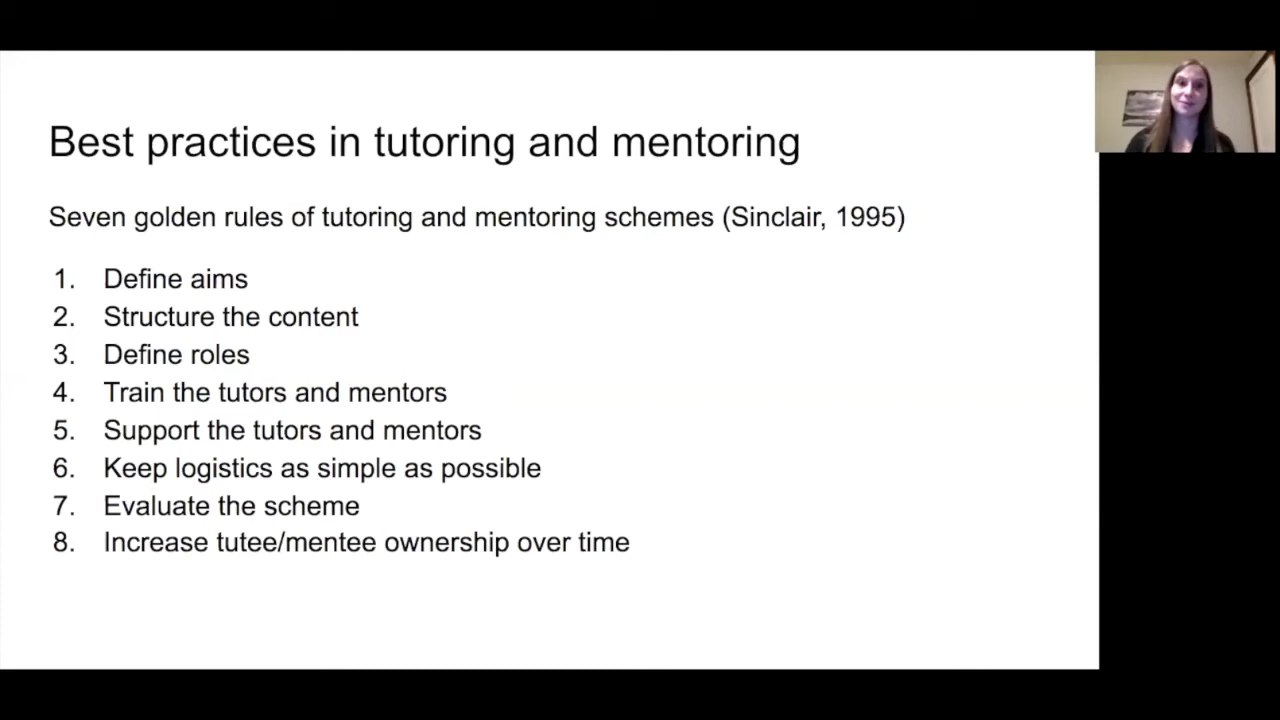 Best practices in tutoring and mentoring
Seven golden rules of tutoring and mentoring schemes (Sinclair, 1995)
1. Define aims
2. Structure the content
3. Define roles
4. Train the tutors and mentors
5. Support the tutors and mentors
6. Keep logistics as simple as possible
7. Evaluate the scheme
8. Increase tutee/mentee ownership over time